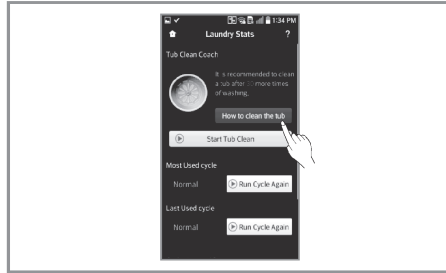 1:34 PM
Laundry Stats
?
Tub Clean Coach
It is recommended to clean
a tub after more times
of washing.
How to clean the tub
Start Tub Clean
Most Used cycle
Normal
Run Cycle Again
Last Used cycle
Normal
Run Cycle Again